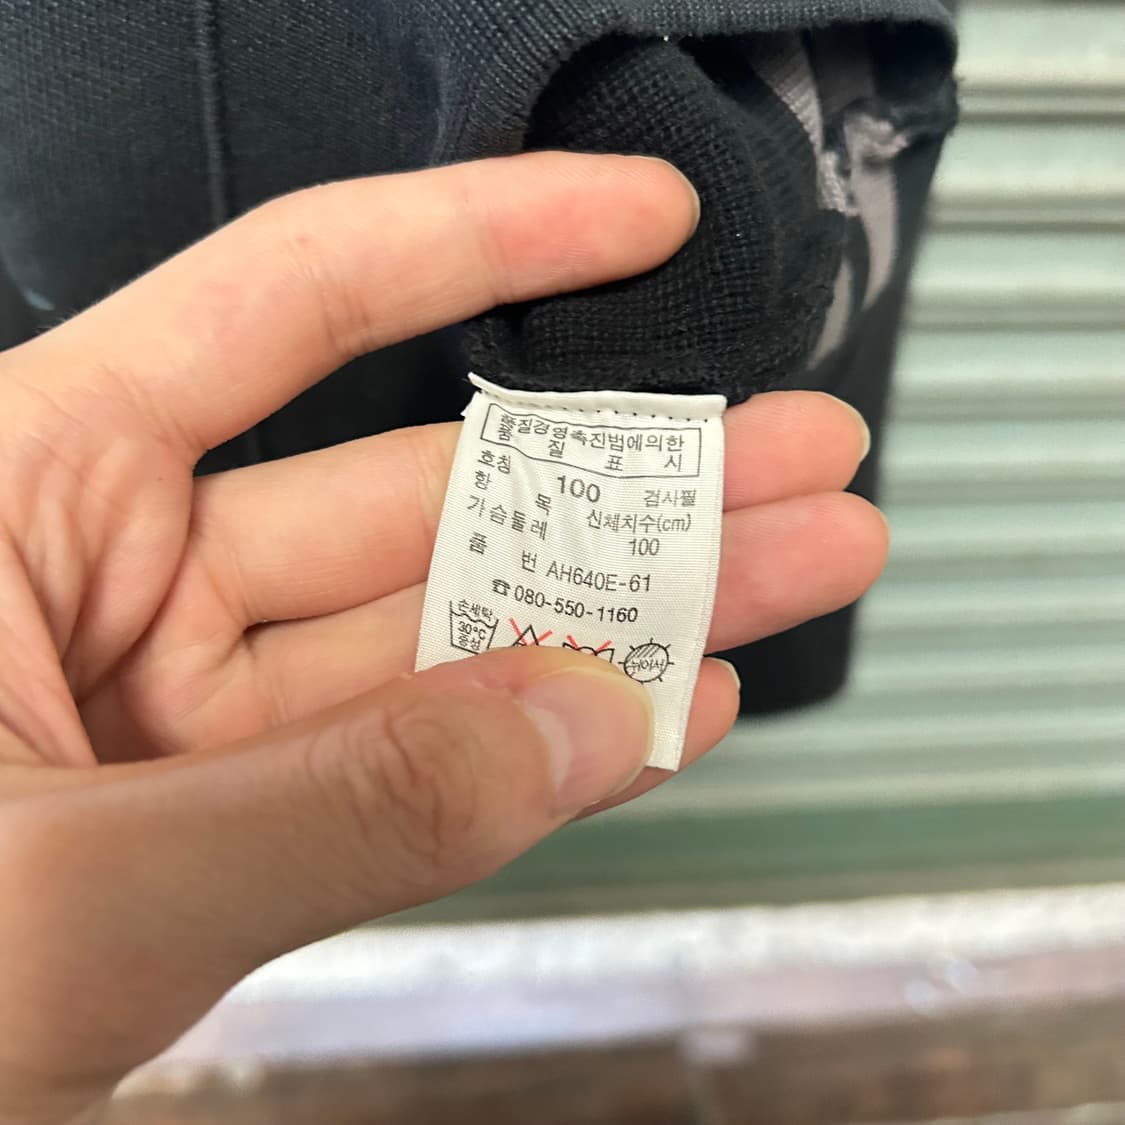 품질경영촉진법에의한
품 질 표 시
호칭 100 검사필
항 목 신체치수(cm)
가슴둘레 100
품 번 AH640E-61
☎080-550-1160
손세탁
30°C
중성
뉘어서